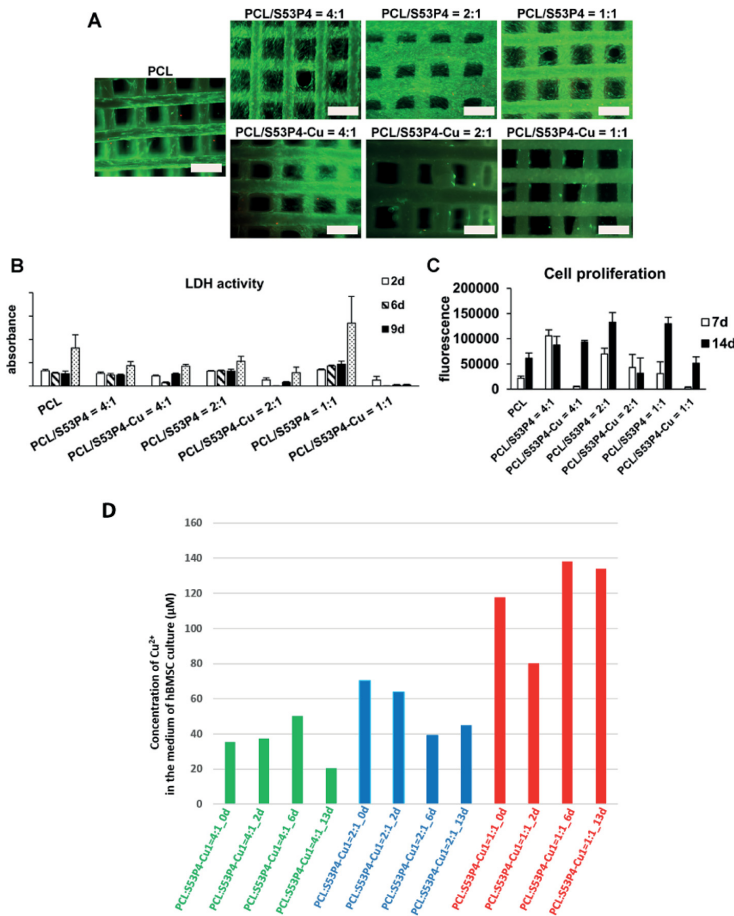 A
PCL
PCL/S53P4 = 4:1
PCL/S53P4 = 2:1
PCL/S53P4 = 1:1
PCL/S53P4-Cu = 4:1
PCL/S53P4-Cu = 2:1
PCL/S53P4-Cu = 1:1
B
LDH activity
absorbance
2d
6d
9d
PCL
PCL/S53P4 = 4:1
PCL/S53P4-Cu = 4:1
PCL/S53P4 = 2:1
PCL/S53P4-Cu = 2:1
PCL/S53P4 = 1:1
PCL/S53P4-Cu = 1:1
C
Cell proliferation
fluorescence
200000
150000
100000
50000
0
7d
14d
PCL
PCL/S53P4 = 4:1
PCL/S53P4-Cu = 4:1
PCL/S53P4 = 2:1
PCL/S53P4-Cu = 2:1
PCL/S53P4 = 1:1
PCL/S53P4-Cu = 1:1
D
Concentration of Cu²⁺
in the medium of hBMSC culture (μM)
160
140
120
100
80
60
40
20
0
PCL:S53P4-Cu1=4:1_0d
PCL:S53P4-Cu1=4:1_2d
PCL:S53P4-Cu1=4:1_6d
PCL:S53P4-Cu1=4:1_13d
PCL:S53P4-Cu1=2:1_0d
PCL:S53P4-Cu1=2:1_2d
PCL:S53P4-Cu1=2:1_6d
PCL:S53P4-Cu1=2:1_13d
PCL:S53P4-Cu1=1:1_0d
PCL:S53P4-Cu1=1:1_2d
PCL:S53P4-Cu1=1:1_6d
PCL:S53P4-Cu1=1:1_13d